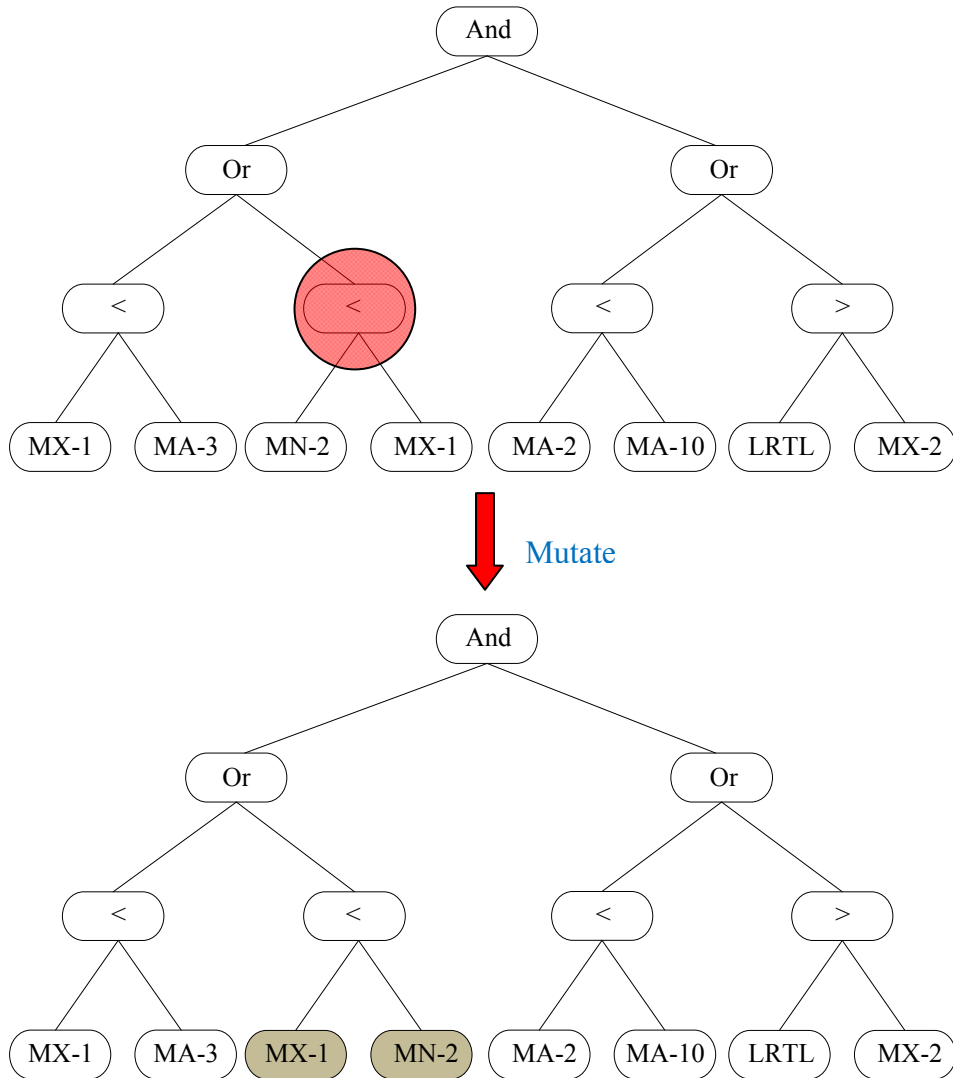 And
Or Or
< < < >
MX-1 MA-3 MN-2 MX-1 MA-2 MA-10 LRTL MX-2
Mutate
And
Or Or
< < < >
MX-1 MA-3 MX-1 MN-2 MA-2 MA-10 LRTL MX-2